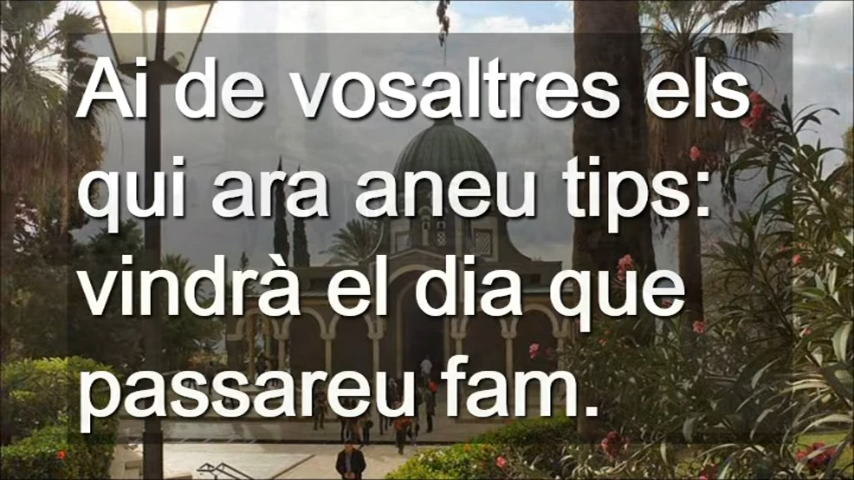 Ai de vosaltres els
qui ara aneu tips:
vindrà el dia que
passareu fam.